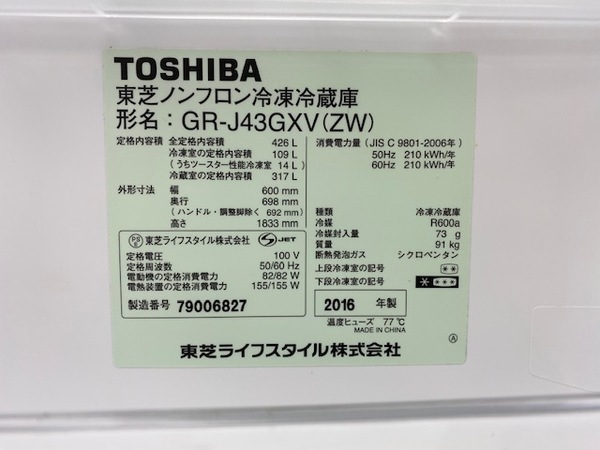 TOSHIBA
東芝ノンフロン冷凍冷蔵庫
形名：GR-J43GXV(ZW)
定格内容積 全定格内容積 426 L
冷凍室の定格内容積 109 L
(うちツースター性能冷凍室 14 L)
冷蔵室の定格内容積 317 L
外形寸法 幅 600 mm
奥行 698 mm
(ハンドル・調整脚除く 692 mm)
高さ 1833 mm
PSE 東芝ライフスタイル株式会社 JET
定格電圧 100 V
定格周波数 50/60 Hz
電動機の定格消費電力 82/82 W
電熱装置の定格消費電力 155/155 W
製造番号 79006827
消費電力量 (JIS C 9801-2006年)
50Hz 210 kWh/年
60Hz 210 kWh/年
種類 冷凍冷蔵庫
冷媒 R600a
冷媒封入量 73 g
質量 91 kg
断熱発泡ガス シクロペンタン
上段冷凍室の記号 **
下段冷凍室の記号 * ***
2016 年製
温度ヒューズ 77℃
MADE IN CHINA
Ⓐ
東芝ライフスタイル株式会社